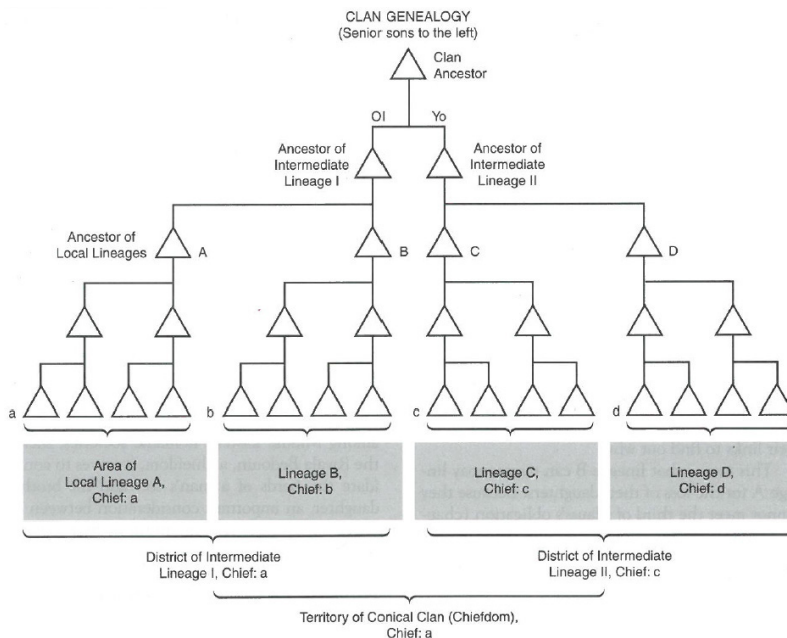 CLAN GENEALOGY
(Senior sons to the left)
Clan
Ancestor
Ol
Yo
Ancestor of
Intermediate
Lineage I
Ancestor of
Intermediate
Lineage II
Ancestor of
Local Lineages
A
B
C
D
a
b
c
d
Area of
Local Lineage A,
Chief: a
Lineage B,
Chief: b
Lineage C,
Chief: c
Lineage D,
Chief: d
District of Intermediate
Lineage I, Chief: a
District of Intermediate
Lineage II, Chief: c
Territory of Conical Clan (Chiefdom),
Chief: a